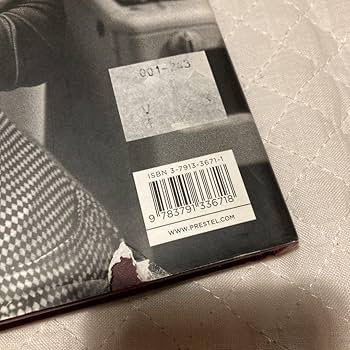 001-243
V
F
ISBN 3-7913-3671-1
9 783791 336718
WWW.PRESTEL.COM